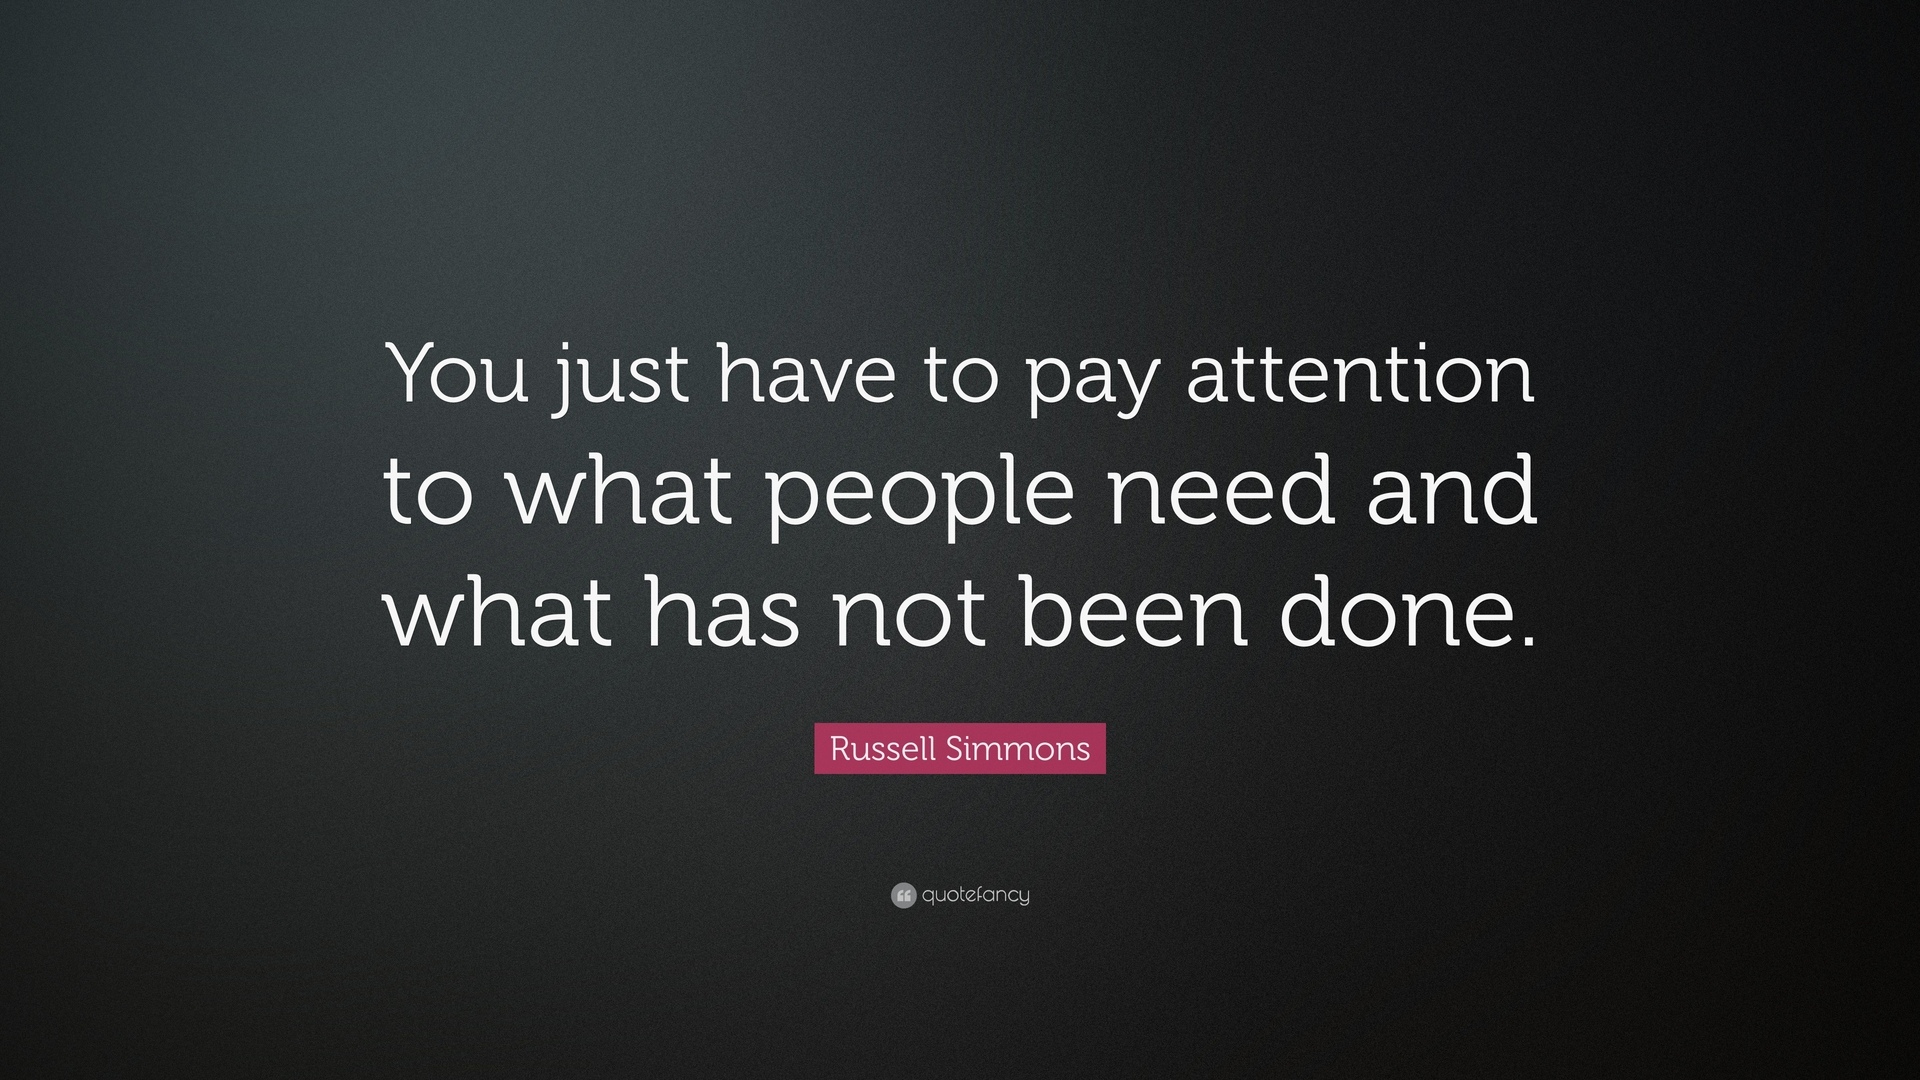 You just have to pay attention
to what people need and
what has not been done.
Russell Simmons
quotefancy